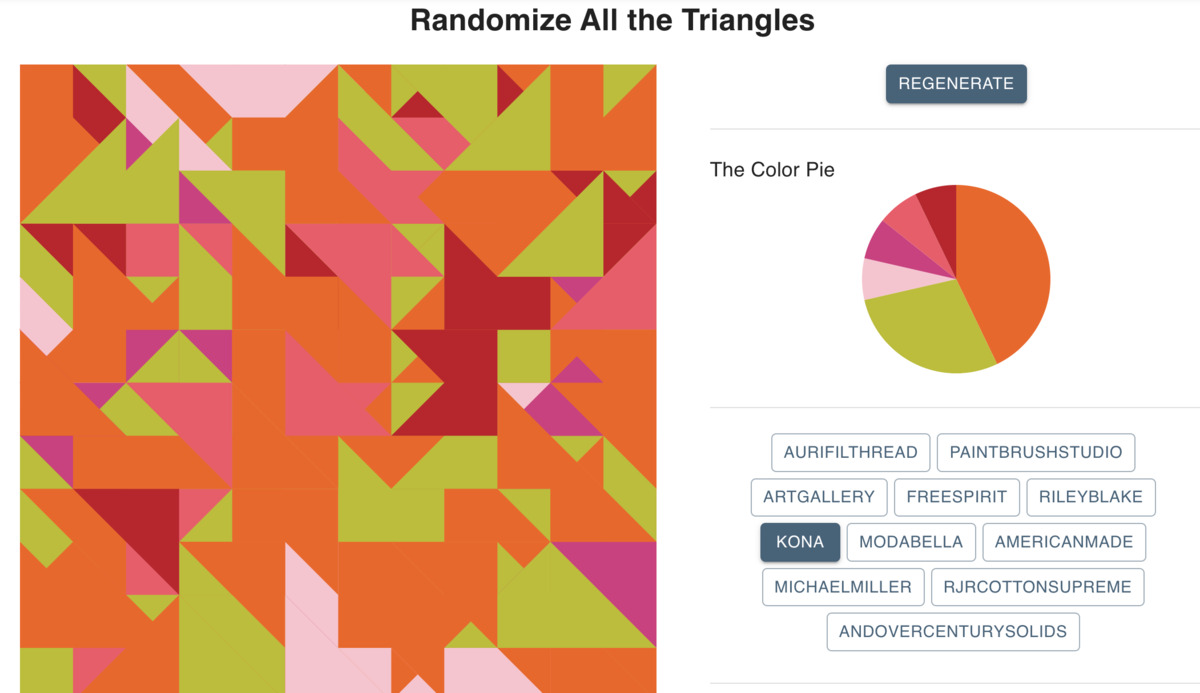 Randomize All the Triangles
REGENERATE
The Color Pie
AURIFILTHREAD PAINTBRUSHSTUDIO
ARTGALLERY FREESPIRIT RILEYBLAKE
KONA MODABELLA AMERICANMADE
MICHAELMILLER RJRCOTTONSUPREME
ANDOVERCENTURYSOLIDS